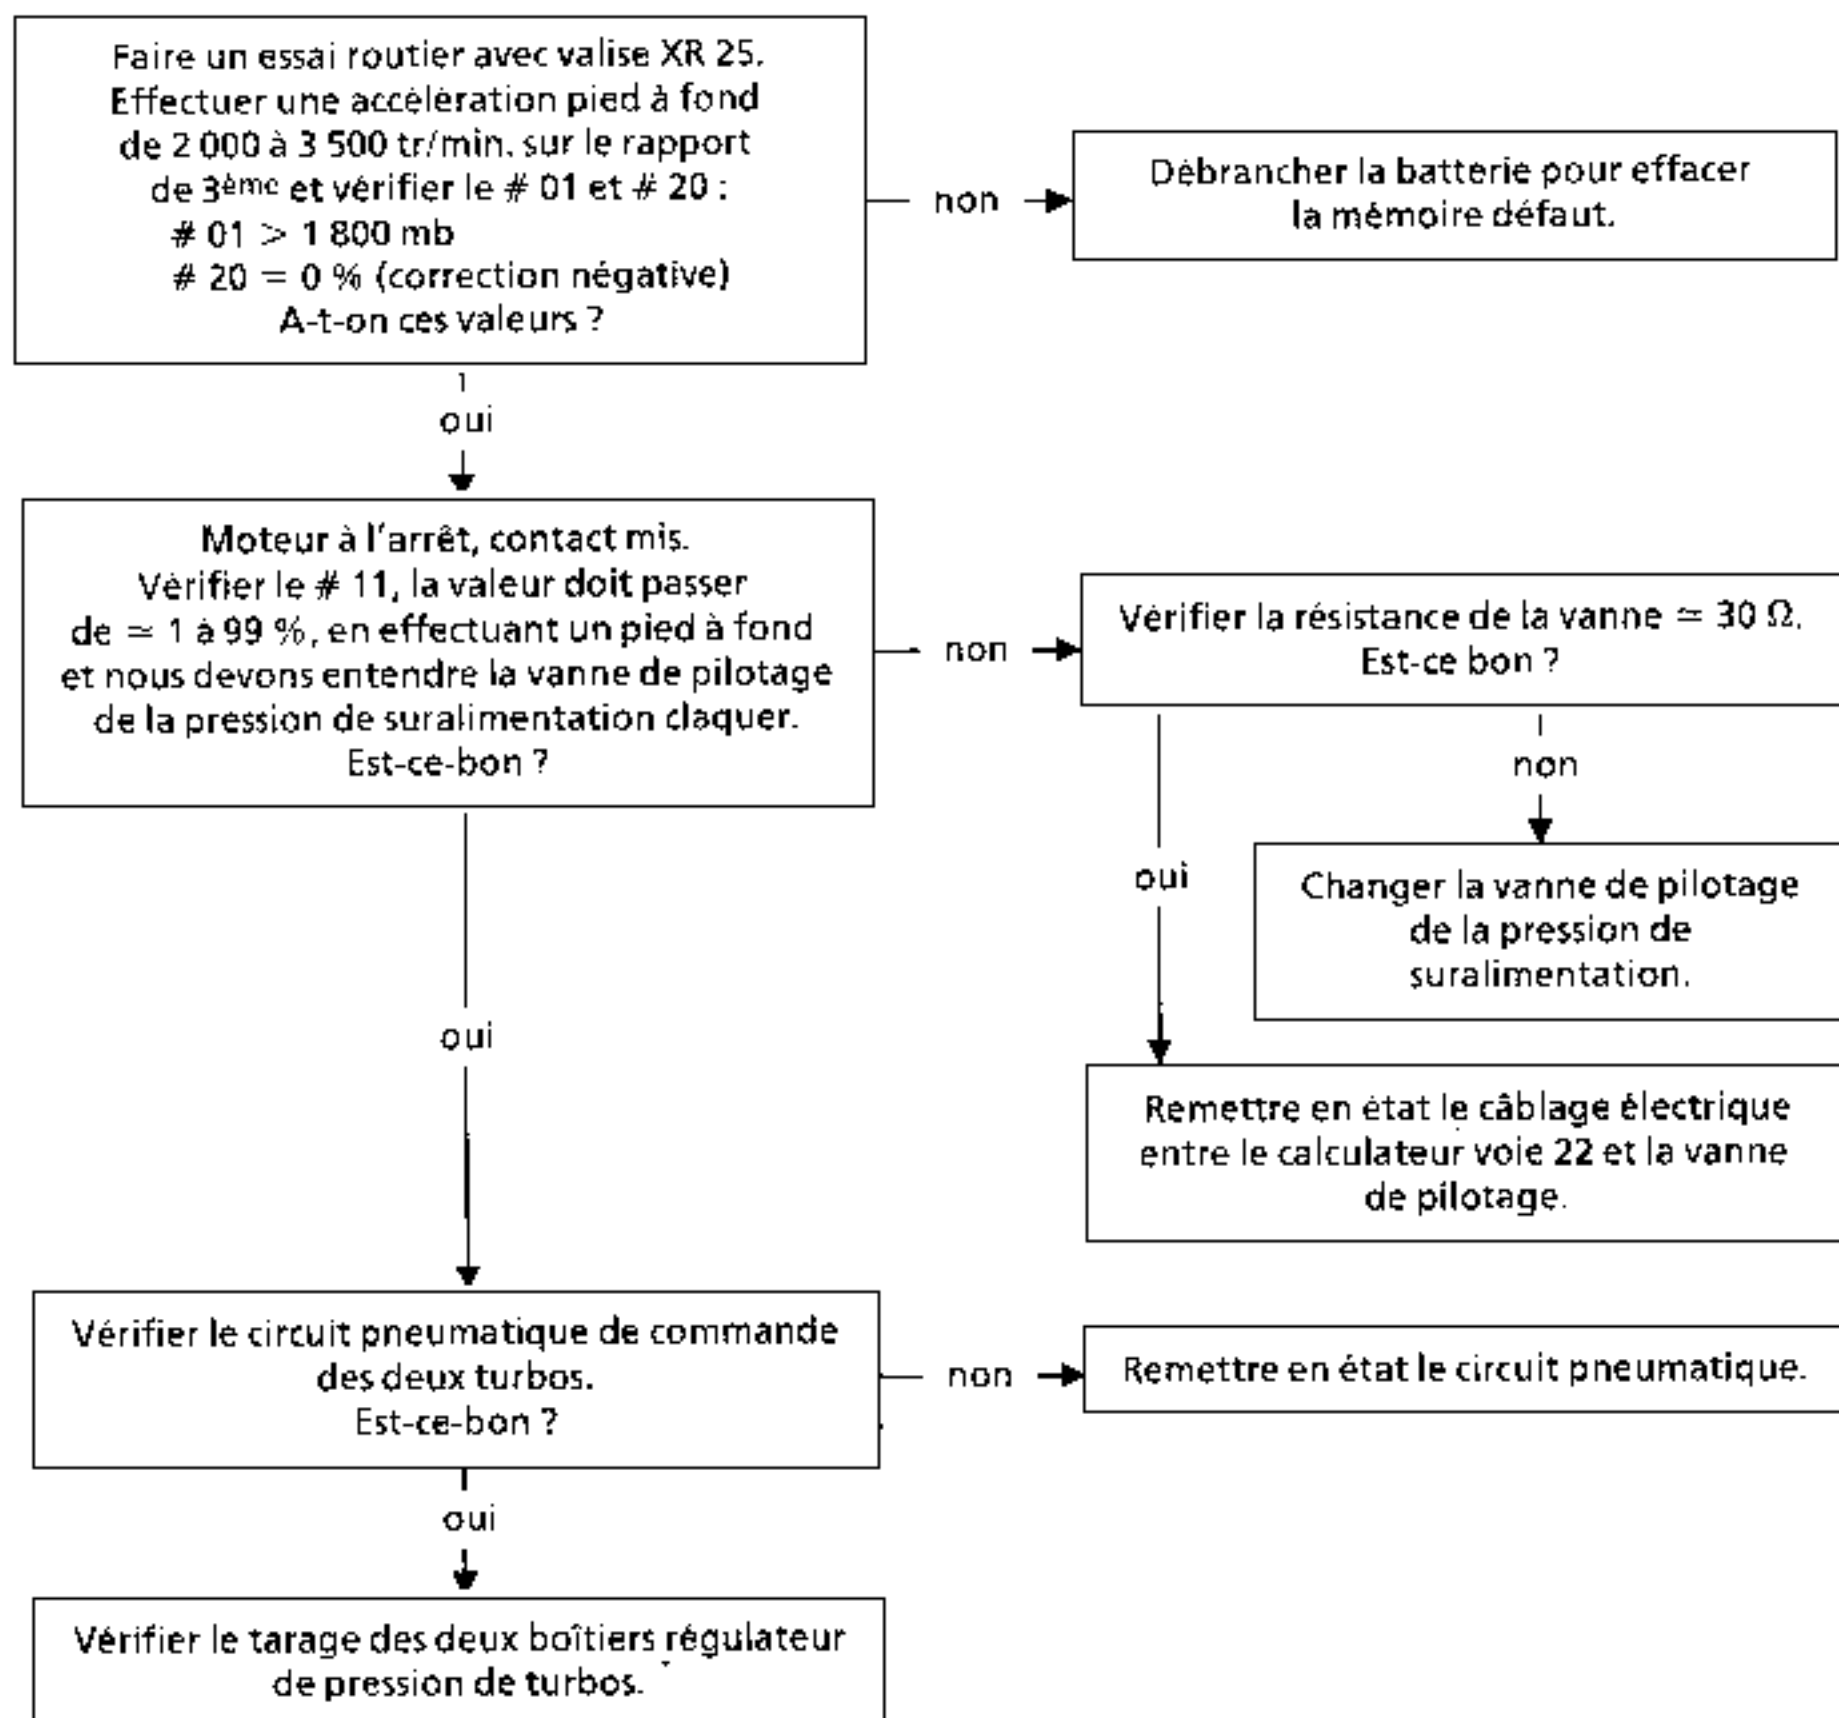 Faire un essai routier avec valise XR 25.
Effectuer une accélération pied à fond
de 2 000 à 3 500 tr/min. sur le rapport
de 3ème et vérifier le # 01 et # 20 :
# 01 > 1 800 mb
# 20 = 0 % (correction négative)
A-t-on ces valeurs ?
non
Débrancher la batterie pour effacer
la mémoire défaut.
oui
Moteur à l'arrêt, contact mis.
Vérifier le # 11, la valeur doit passer
de ≃ 1 à 99 %, en effectuant un pied à fond
et nous devons entendre la vanne de pilotage
de la pression de suralimentation claquer.
Est-ce-bon ?
non
Vérifier la résistance de la vanne ≃ 30 Ω.
Est-ce bon ?
non
Changer la vanne de pilotage
de la pression de
suralimentation.
oui
Remettre en état le câblage électrique
entre le calculateur voie 22 et la vanne
de pilotage.
oui
Vérifier le circuit pneumatique de commande
des deux turbos.
Est-ce-bon ?
non
Remettre en état le circuit pneumatique.
oui
Vérifier le tarage des deux boîtiers régulateur
de pression de turbos.